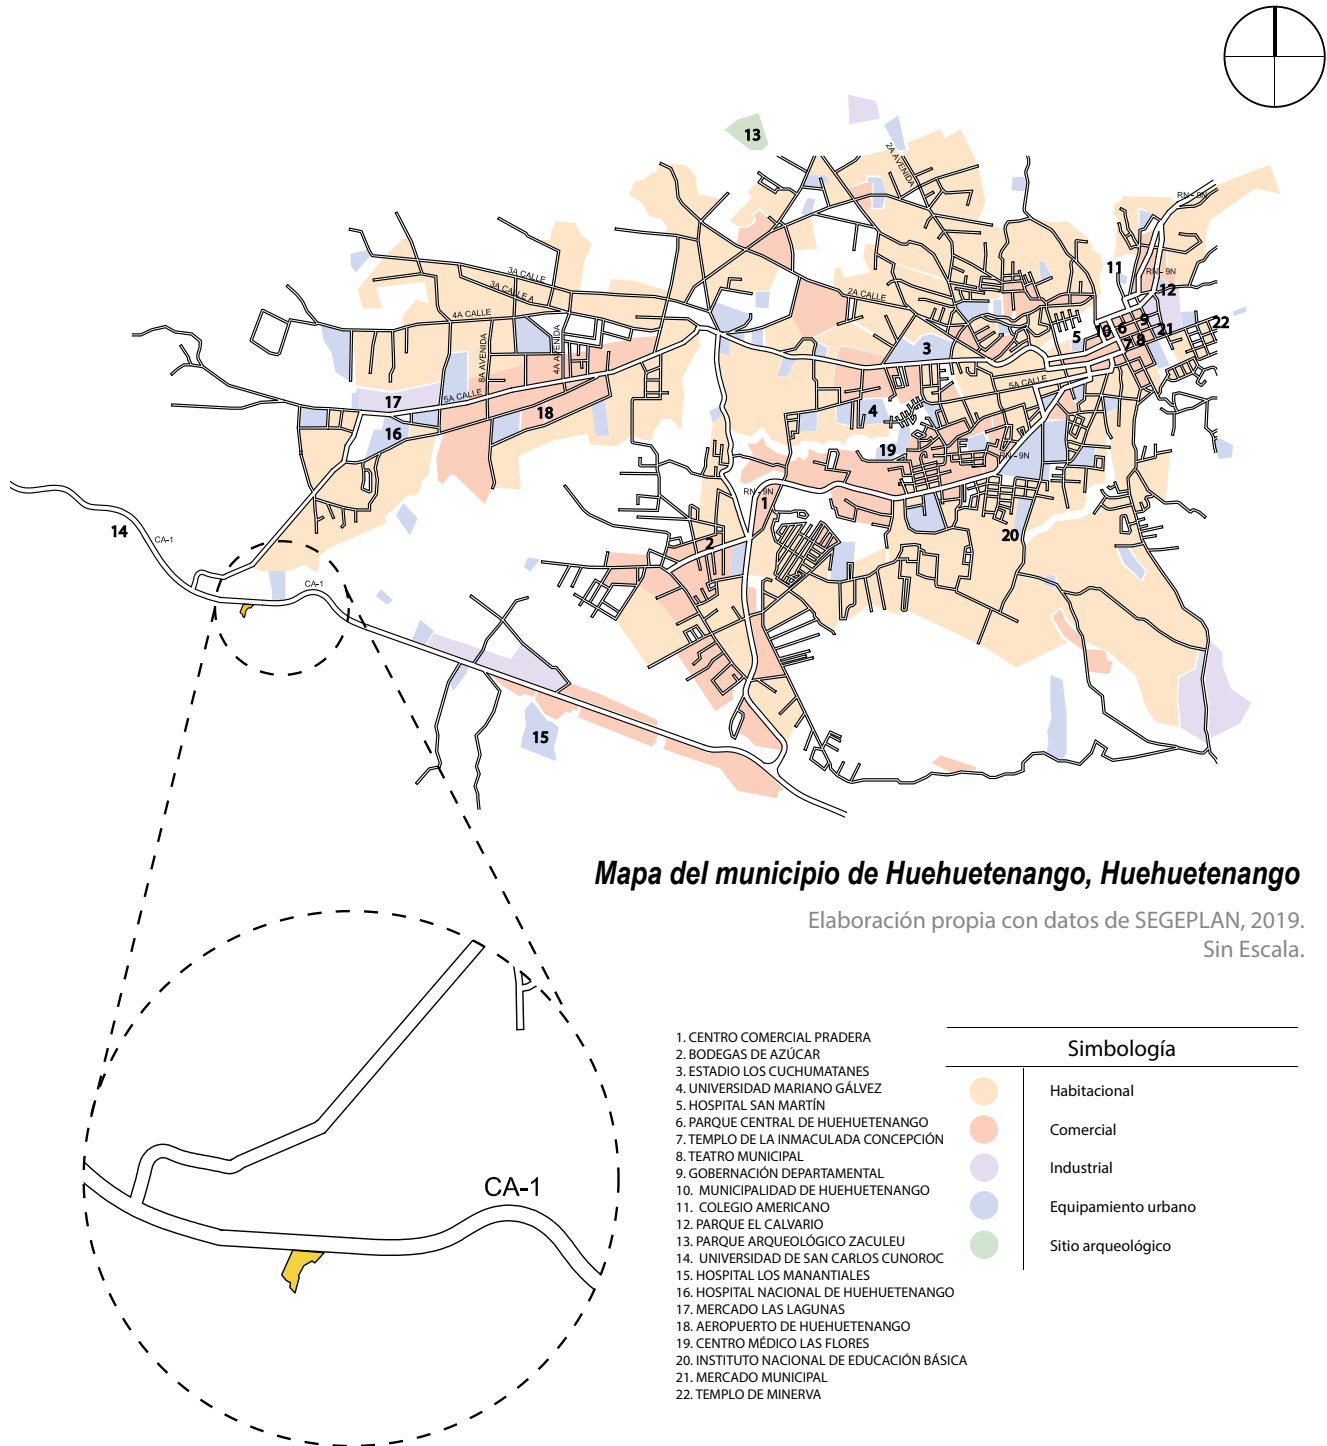 13
2A AVENIDA
RN - 9N
11
RN - 9N
12
3A CALLE
3A CALLE A
2A CALLE
4A CALLE
9
22
5
10
6
21
7
8
3
8A AVENIDA
4A AVENIDA
5A CALLE
5A CALLE
17
18
4
16
19
RN - 9N
RN - 9N
1
14
CA-1
2
20
CA-1
15
Mapa del municipio de Huehuetenango, Huehuetenango
Elaboración propia con datos de SEGEPLAN, 2019.
Sin Escala.
CA-1
1. CENTRO COMERCIAL PRADERA
2. BODEGAS DE AZÚCAR
3. ESTADIO LOS CUCHUMATANES
4. UNIVERSIDAD MARIANO GÁLVEZ
5. HOSPITAL SAN MARTÍN
6. PARQUE CENTRAL DE HUEHUETENANGO
7. TEMPLO DE LA INMACULADA CONCEPCIÓN
8. TEATRO MUNICIPAL
9. GOBERNACIÓN DEPARTAMENTAL
10. MUNICIPALIDAD DE HUEHUETENANGO
11. COLEGIO AMERICANO
12. PARQUE EL CALVARIO
13. PARQUE ARQUEOLÓGICO ZACULEU
14. UNIVERSIDAD DE SAN CARLOS CUNOROC
15. HOSPITAL LOS MANANTIALES
16. HOSPITAL NACIONAL DE HUEHUETENANGO
17. MERCADO LAS LAGUNAS
18. AEROPUERTO DE HUEHUETENANGO
19. CENTRO MÉDICO LAS FLORES
20. INSTITUTO NACIONAL DE EDUCACIÓN BÁSICA
21. MERCADO MUNICIPAL
22. TEMPLO DE MINERVA
Simbología
Habitacional
Comercial
Industrial
Equipamiento urbano
Sitio arqueológico